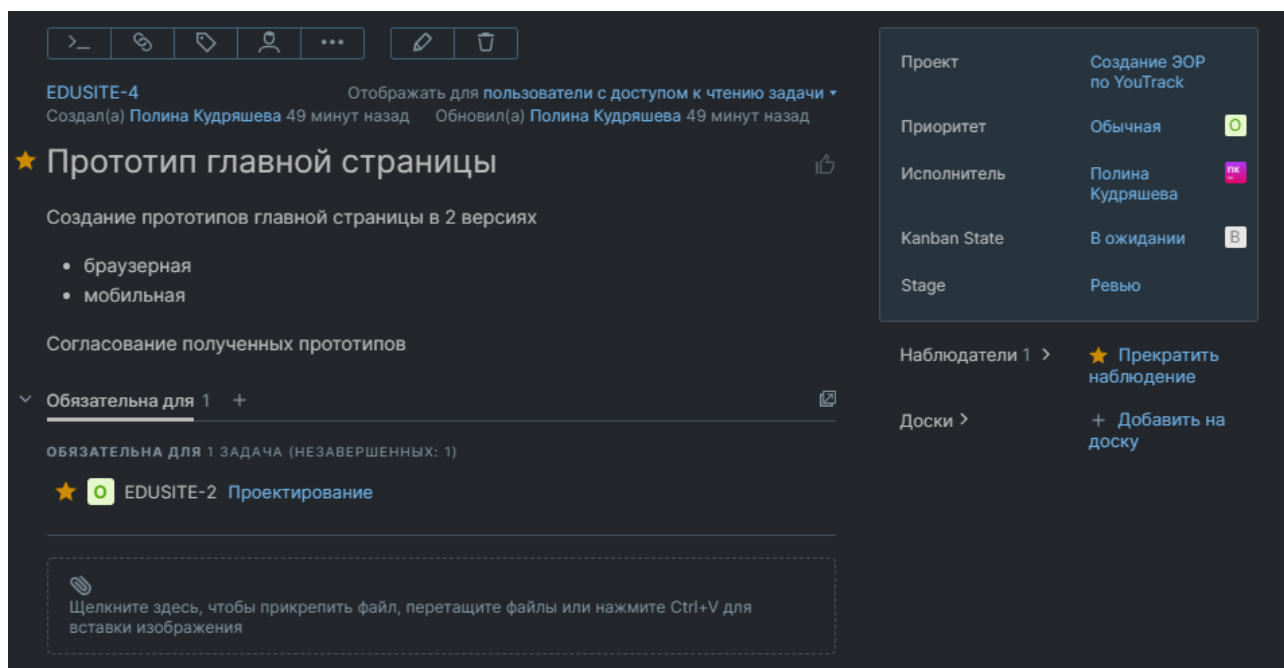 EDUSITE-4 Отображать для пользователи с доступом к чтению задачи
Создал(а) Полина Кудряшева 49 минут назад Обновил(а) Полина Кудряшева 49 минут назад
Прототип главной страницы
Создание прототипов главной страницы в 2 версиях
• браузерная
• мобильная
Согласование полученных прототипов
Обязательна для 1 +
ОБЯЗАТЕЛЬНА ДЛЯ 1 ЗАДАЧА (НЕЗАВЕРШЕННЫХ: 1)
О EDUSITE-2 Проектирование
Щелкните здесь, чтобы прикрепить файл, перетащите файлы или нажмите Ctrl+V для
вставки изображения
Проект Создание ЭОР
по YouTrack
Приоритет Обычная О
Исполнитель Полина ПК
Кудряшева
Kanban State В ожидании В
Stage Ревью
Наблюдатели 1 > Прекратить
наблюдение
Доски > + Добавить на
доску